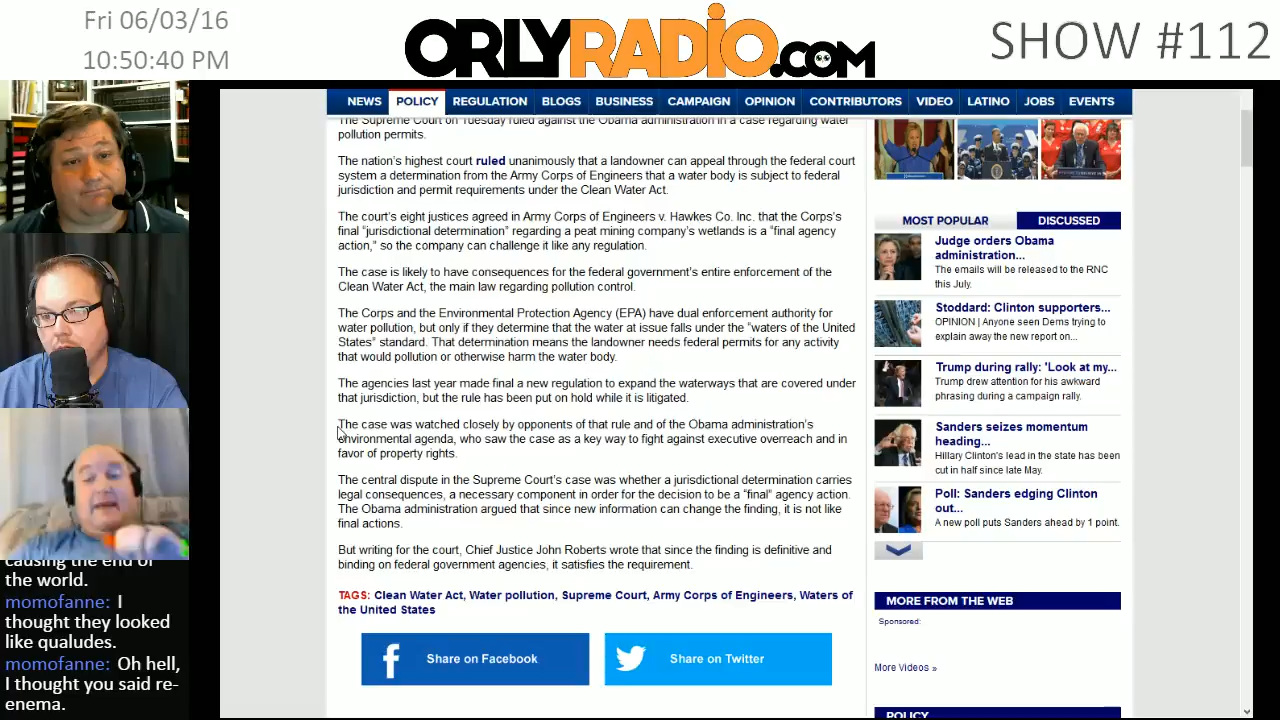 Fri 06/03/16
10:50:40 PM
ORLYRADIO.COM
SHOW #112
NEWS POLICY REGULATION BLOGS BUSINESS CAMPAIGN OPINION CONTRIBUTORS VIDEO LATINO JOBS EVENTS
The Supreme Court on Tuesday ruled against the Obama administration in a case regarding water
pollution permits.
The nation's highest court ruled unanimously that a landowner can appeal through the federal court
system a determination from the Army Corps of Engineers that a water body is subject to federal
jurisdiction and permit requirements under the Clean Water Act.
The court's eight justices agreed in Army Corps of Engineers v. Hawkes Co. Inc. that the Corps's
final "jurisdictional determination" regarding a peat mining company's wetlands is a "final agency
action," so the company can challenge it like any regulation.
The case is likely to have consequences for the federal government's entire enforcement of the
Clean Water Act, the main law regarding pollution control.
The Corps and the Environmental Protection Agency (EPA) have dual enforcement authority for
water pollution, but only if they determine that the water at issue falls under the "waters of the United
States" standard. That determination means the landowner needs federal permits for any activity
that would pollution or otherwise harm the water body.
The agencies last year made final a new regulation to expand the waterways that are covered under
that jurisdiction, but the rule has been put on hold while it is litigated.
The case was watched closely by opponents of that rule and of the Obama administration's
environmental agenda, who saw the case as a key way to fight against executive overreach and in
favor of property rights.
The central dispute in the Supreme Court's case was whether a jurisdictional determination carries
legal consequences, a necessary component in order for the decision to be a "final" agency action.
The Obama administration argued that since new information can change the finding, it is not like
final actions.
But writing for the court, Chief Justice John Roberts wrote that since the finding is definitive and
binding on federal government agencies, it satisfies the requirement.
TAGS: Clean Water Act, Water pollution, Supreme Court, Army Corps of Engineers, Waters of
the United States
Share on Facebook
Share on Twitter
MOST POPULAR DISCUSSED
Judge orders Obama
administration...
The emails will be released to the RNC
this July.
Stoddard: Clinton supporters...
OPINION | Anyone seen Dems trying to
explain away the new report on...
Trump during rally: 'Look at my...
Trump drew attention for his awkward
phrasing during a campaign rally.
Sanders seizes momentum
heading...
Hillary Clinton's lead in the state has been
cut in half since late May.
Poll: Sanders edging Clinton
out...
A new poll puts Sanders ahead by 1 point.
MORE FROM THE WEB
Sponsored:
More Videos »
POLICY
causing the end of
the world.
momofanne: I
thought they looked
like qualudes.
momofanne: Oh hell,
I thought you said re-
enema.